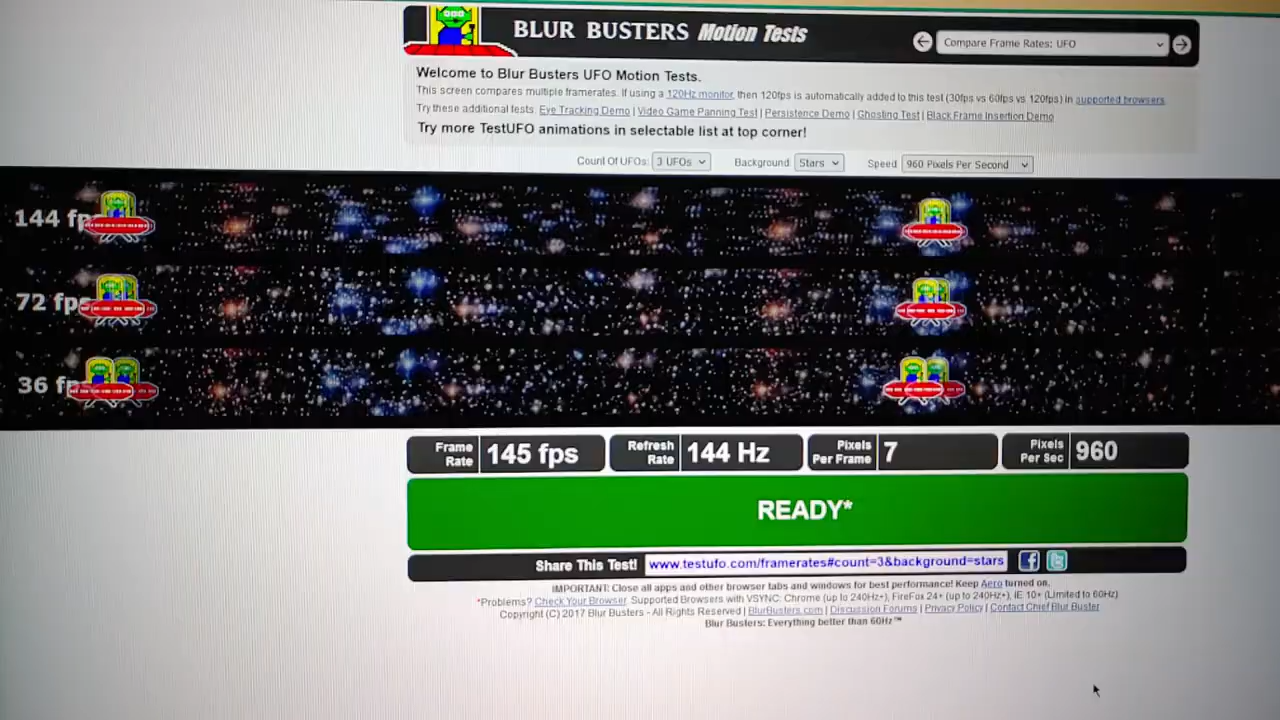 BLUR BUSTERS Motion Tests
Compare Frame Rates: UFO
Welcome to Blur Busters UFO Motion Tests.
This screen compares multiple framerates. If using a 120Hz monitor, then 120fps is automatically added to this test (30fps vs 60fps vs 120fps) in supported browsers.
Try these additional tests. Eye Tracking Demo | Video Game Panning Test | Persistence Demo | Ghosting Test | Black Frame Insertion Demo
Try more TestUFO animations in selectable list at top corner!
Count Of UFOs: 3 UFOs Background Stars Speed 960 Pixels Per Second
144 fp
72 fps
36 fp
Frame Rate 145 fps Refresh Rate 144 Hz Pixels Per Frame 7 Pixels Per Sec 960
READY*
Share This Test! www.testufo.com/framerates#count=3&background=stars
IMPORTANT: Close all apps and other browser tabs and windows for best performance! Keep Aero turned on.
*Problems? Check Your Browser. Supported Browsers with VSYNC: Chrome (up to 240Hz+), FireFox 24+ (up to 240Hz+), IE 10+ (Limited to 60Hz)
Copyright (C) 2017 Blur Busters - All Rights Reserved | BlurBusters.com | Discussion Forums | Privacy Policy | Contact Chief Blur Buster
Blur Busters: Everything better than 60Hz™